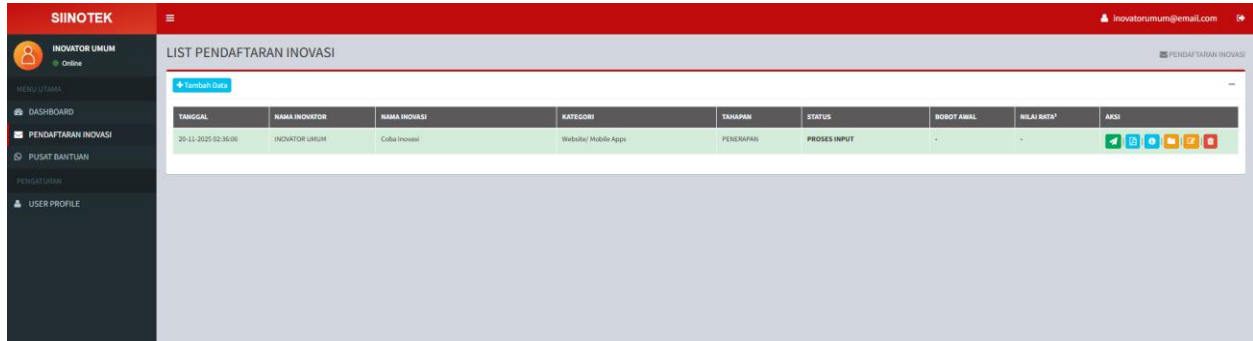 SIINOTEK
inovatorumum@email.com
INOVATOR UMUM
Online
LIST PENDAFTARAN INOVASI
PENDAFTARAN INOVASI
MENU UTAMA
+ Tambah Data
DASHBOARD
TANGGAL NAMA INOVATOR NAMA INOVASI KATEGORI TAHAPAN STATUS BOBOT AWAL NILAI RATA² AKSI
PENDAFTARAN INOVASI
20-11-2025 02:36:06 INOVATOR UMUM Coba Inovasi Website/ Mobile Apps PENERAPAN PROSES INPUT - -
PUSAT BANTUAN
PENGATURAN
USER PROFILE